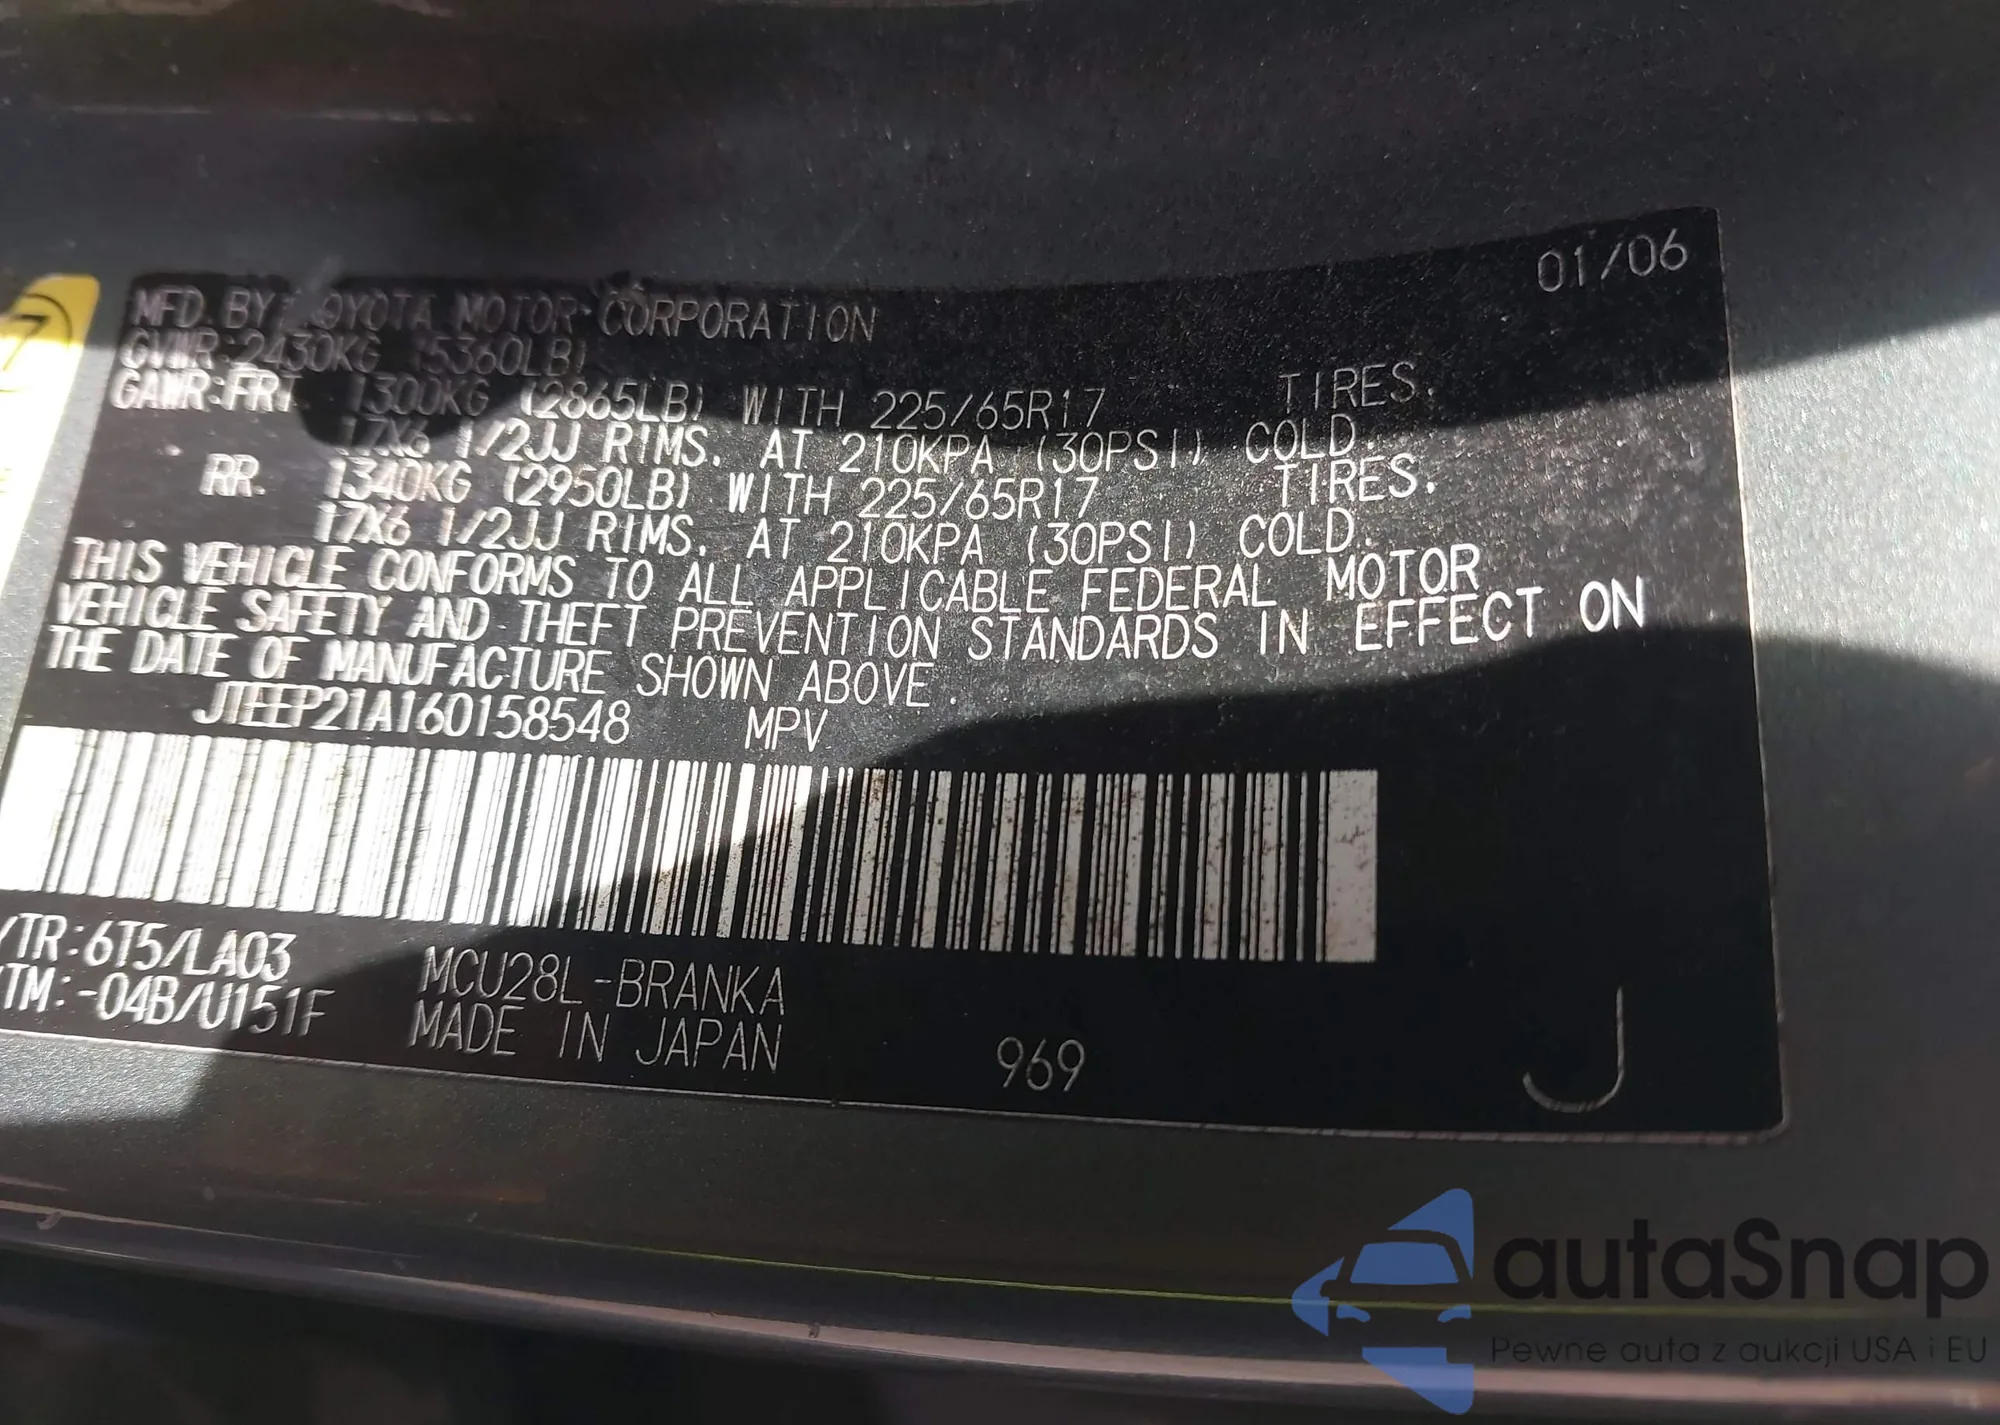 01/06
MFD. BY: TOYOTA MOTOR CORPORATION
GVWR:2430KG (5360LB)
GAWR:FRT. 1300KG (2865LB) WITH 225/65R17 TIRES.
17X6 1/2JJ RIMS. AT 210KPA (30PSI) COLD.
RR. 1340KG (2950LB) WITH 225/65R17 TIRES.
17X6 1/2JJ RIMS. AT 210KPA (30PSI) COLD.
THIS VEHICLE CONFORMS TO ALL APPLICABLE FEDERAL MOTOR
VEHICLE SAFETY AND THEFT PREVENTION STANDARDS IN EFFECT ON
THE DATE OF MANUFACTURE SHOWN ABOVE.
JTEEP21A160158548 MPV
/TR:6T5/LA03
/TM:-04B/U151F
MCU28L-BRANKA
MADE IN JAPAN
969
J
7
autaSnap
Pewne auta z aukcji USA i EU